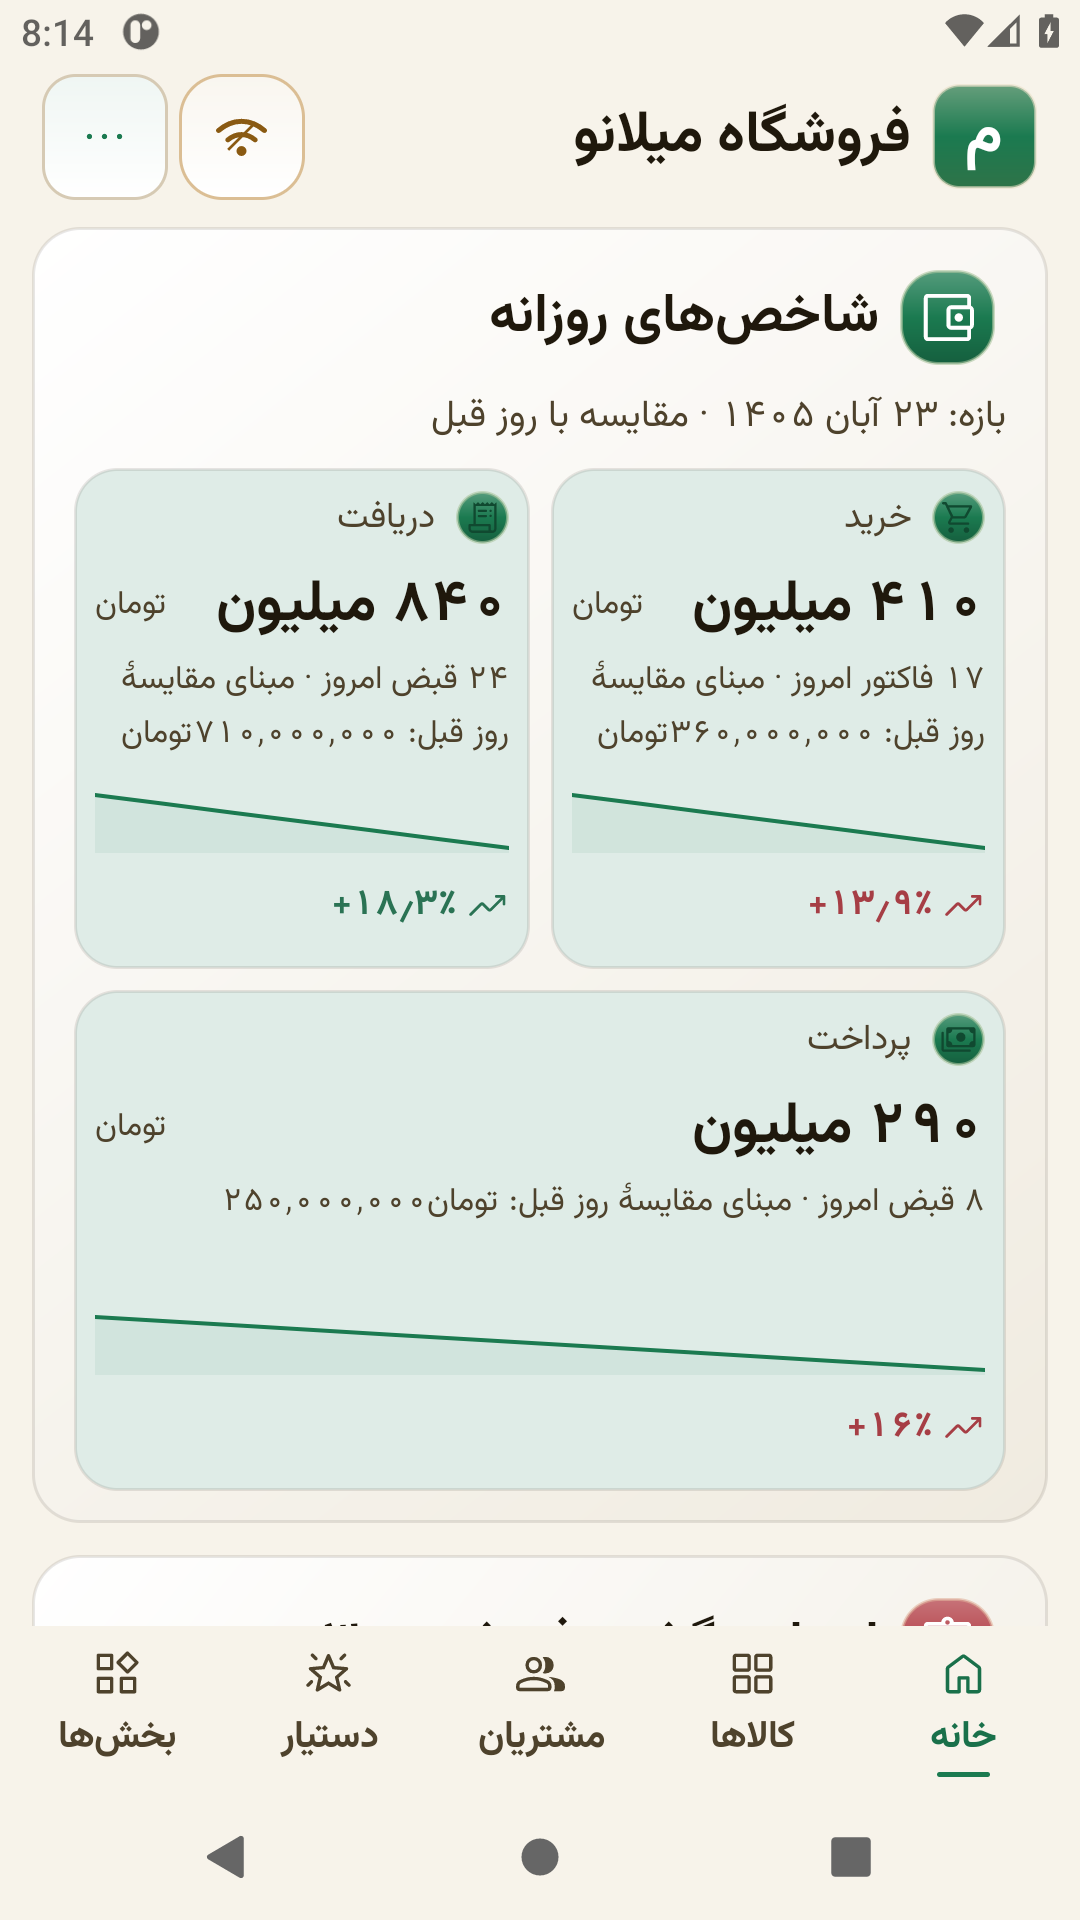 8:14
فروشگاه میلانو
م
...
شاخص‌های روزانه
بازه: ۲۳ آبان ۱۴۰۵ · مقایسه با روز قبل
خرید
۴۱۰ میلیون تومان
۱۷ فاکتور امروز · مبنای مقایسهٔ
روز قبل: ۳۶۰,۰۰۰,۰۰۰تومان
+۱۳٫۹٪
دریافت
۸۴۰ میلیون تومان
۲۴ قبض امروز · مبنای مقایسهٔ
روز قبل: ۷۱۰,۰۰۰,۰۰۰تومان
+۱۸٫۳٪
پرداخت
۲۹۰ میلیون تومان
۸ قبض امروز · مبنای مقایسهٔ روز قبل: تومان۲۵۰,۰۰۰,۰۰۰
+۱۶٪
خانه
کالاها
مشتریان
دستیار
بخش‌ها